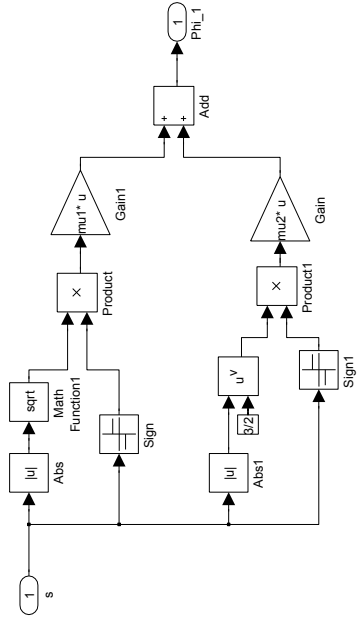 1
s
|u|
Abs
sqrt
Math
Function1
Sign
×
Product
mu1* u
Gain1
|u|
Abs1
3/2
u^v
Sign1
×
Product1
mu2* u
Gain
+
+
Add
1
Phi_1